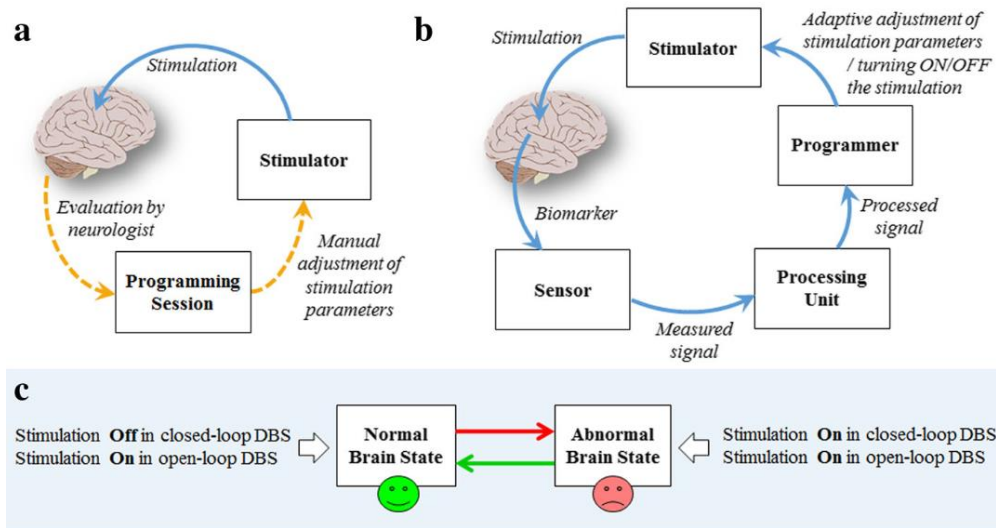 a
Stimulation
Stimulator
Evaluation by
neurologist
Programming
Session
Manual
adjustment of
stimulation
parameters
b
Stimulation
Stimulator
Adaptive adjustment of
stimulation parameters
/ turning ON/OFF
the stimulation
Programmer
Biomarker
Processed
signal
Sensor
Processing
Unit
Measured
signal
c
Stimulation Off in closed-loop DBS
Stimulation On in open-loop DBS
Normal
Brain State
Abnormal
Brain State
Stimulation On in closed-loop DBS
Stimulation On in open-loop DBS